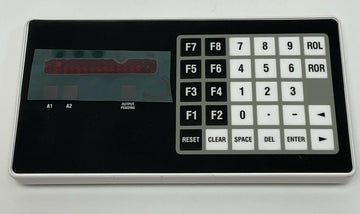 F7 F8 7 8 9 ROL
F5 F6 4 5 6 ROR
F3 F4 1 2 3
F1 F2 0 . - ◄
RESET CLEAR SPACE DEL ENTER ►
A1 A2 OUTPUT
PENDING